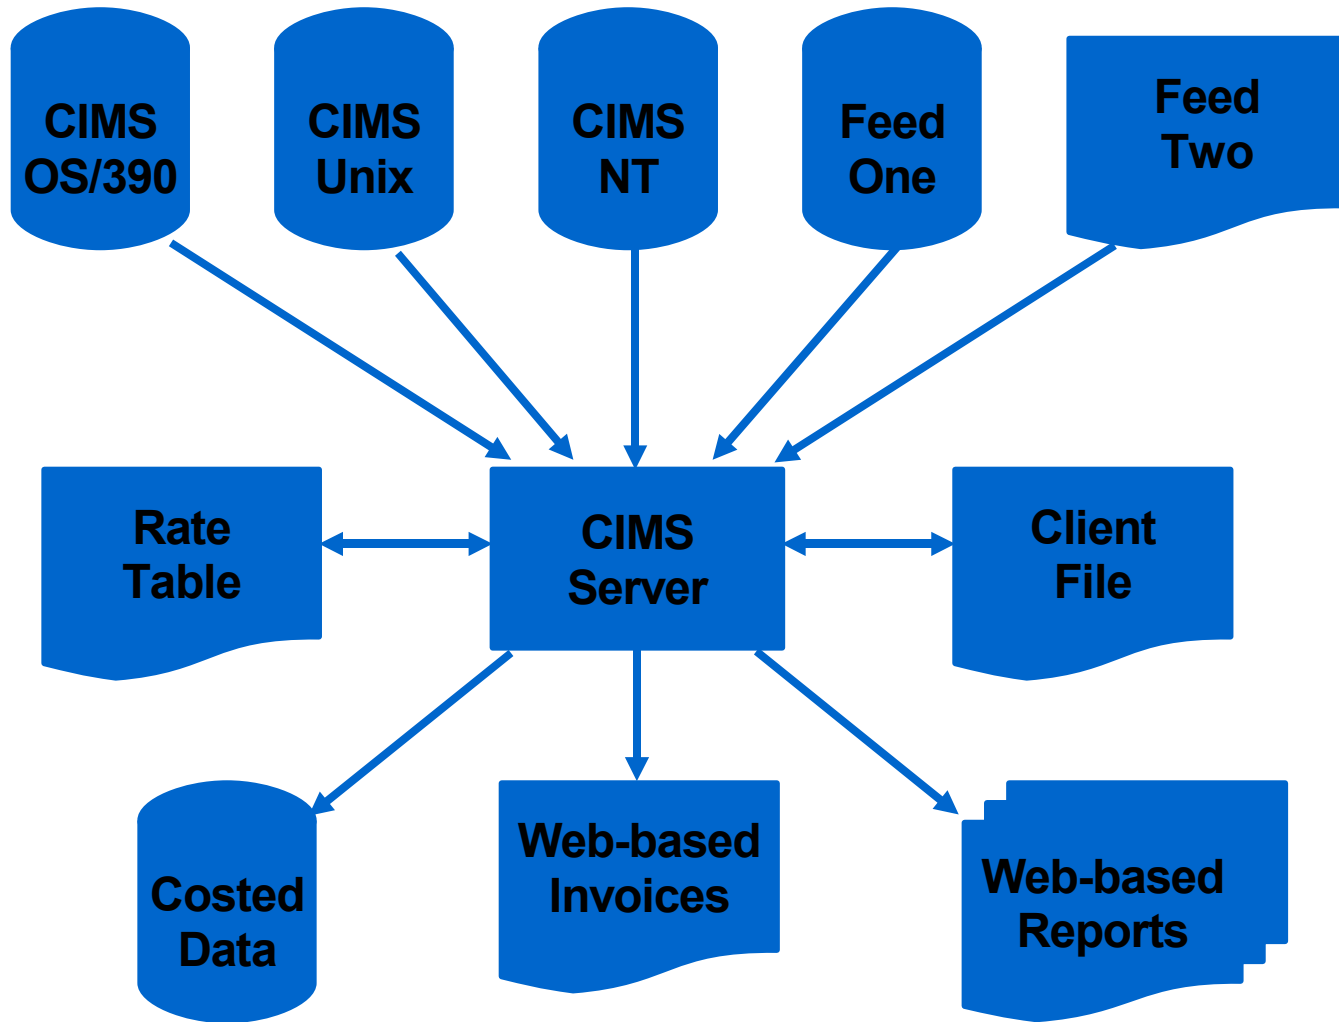 CIMS
OS/390
CIMS
Unix
CIMS
NT
Feed
One
Feed
Two
Rate
Table
CIMS
Server
Client
File
Costed
Data
Web-based
Invoices
Web-based
Reports